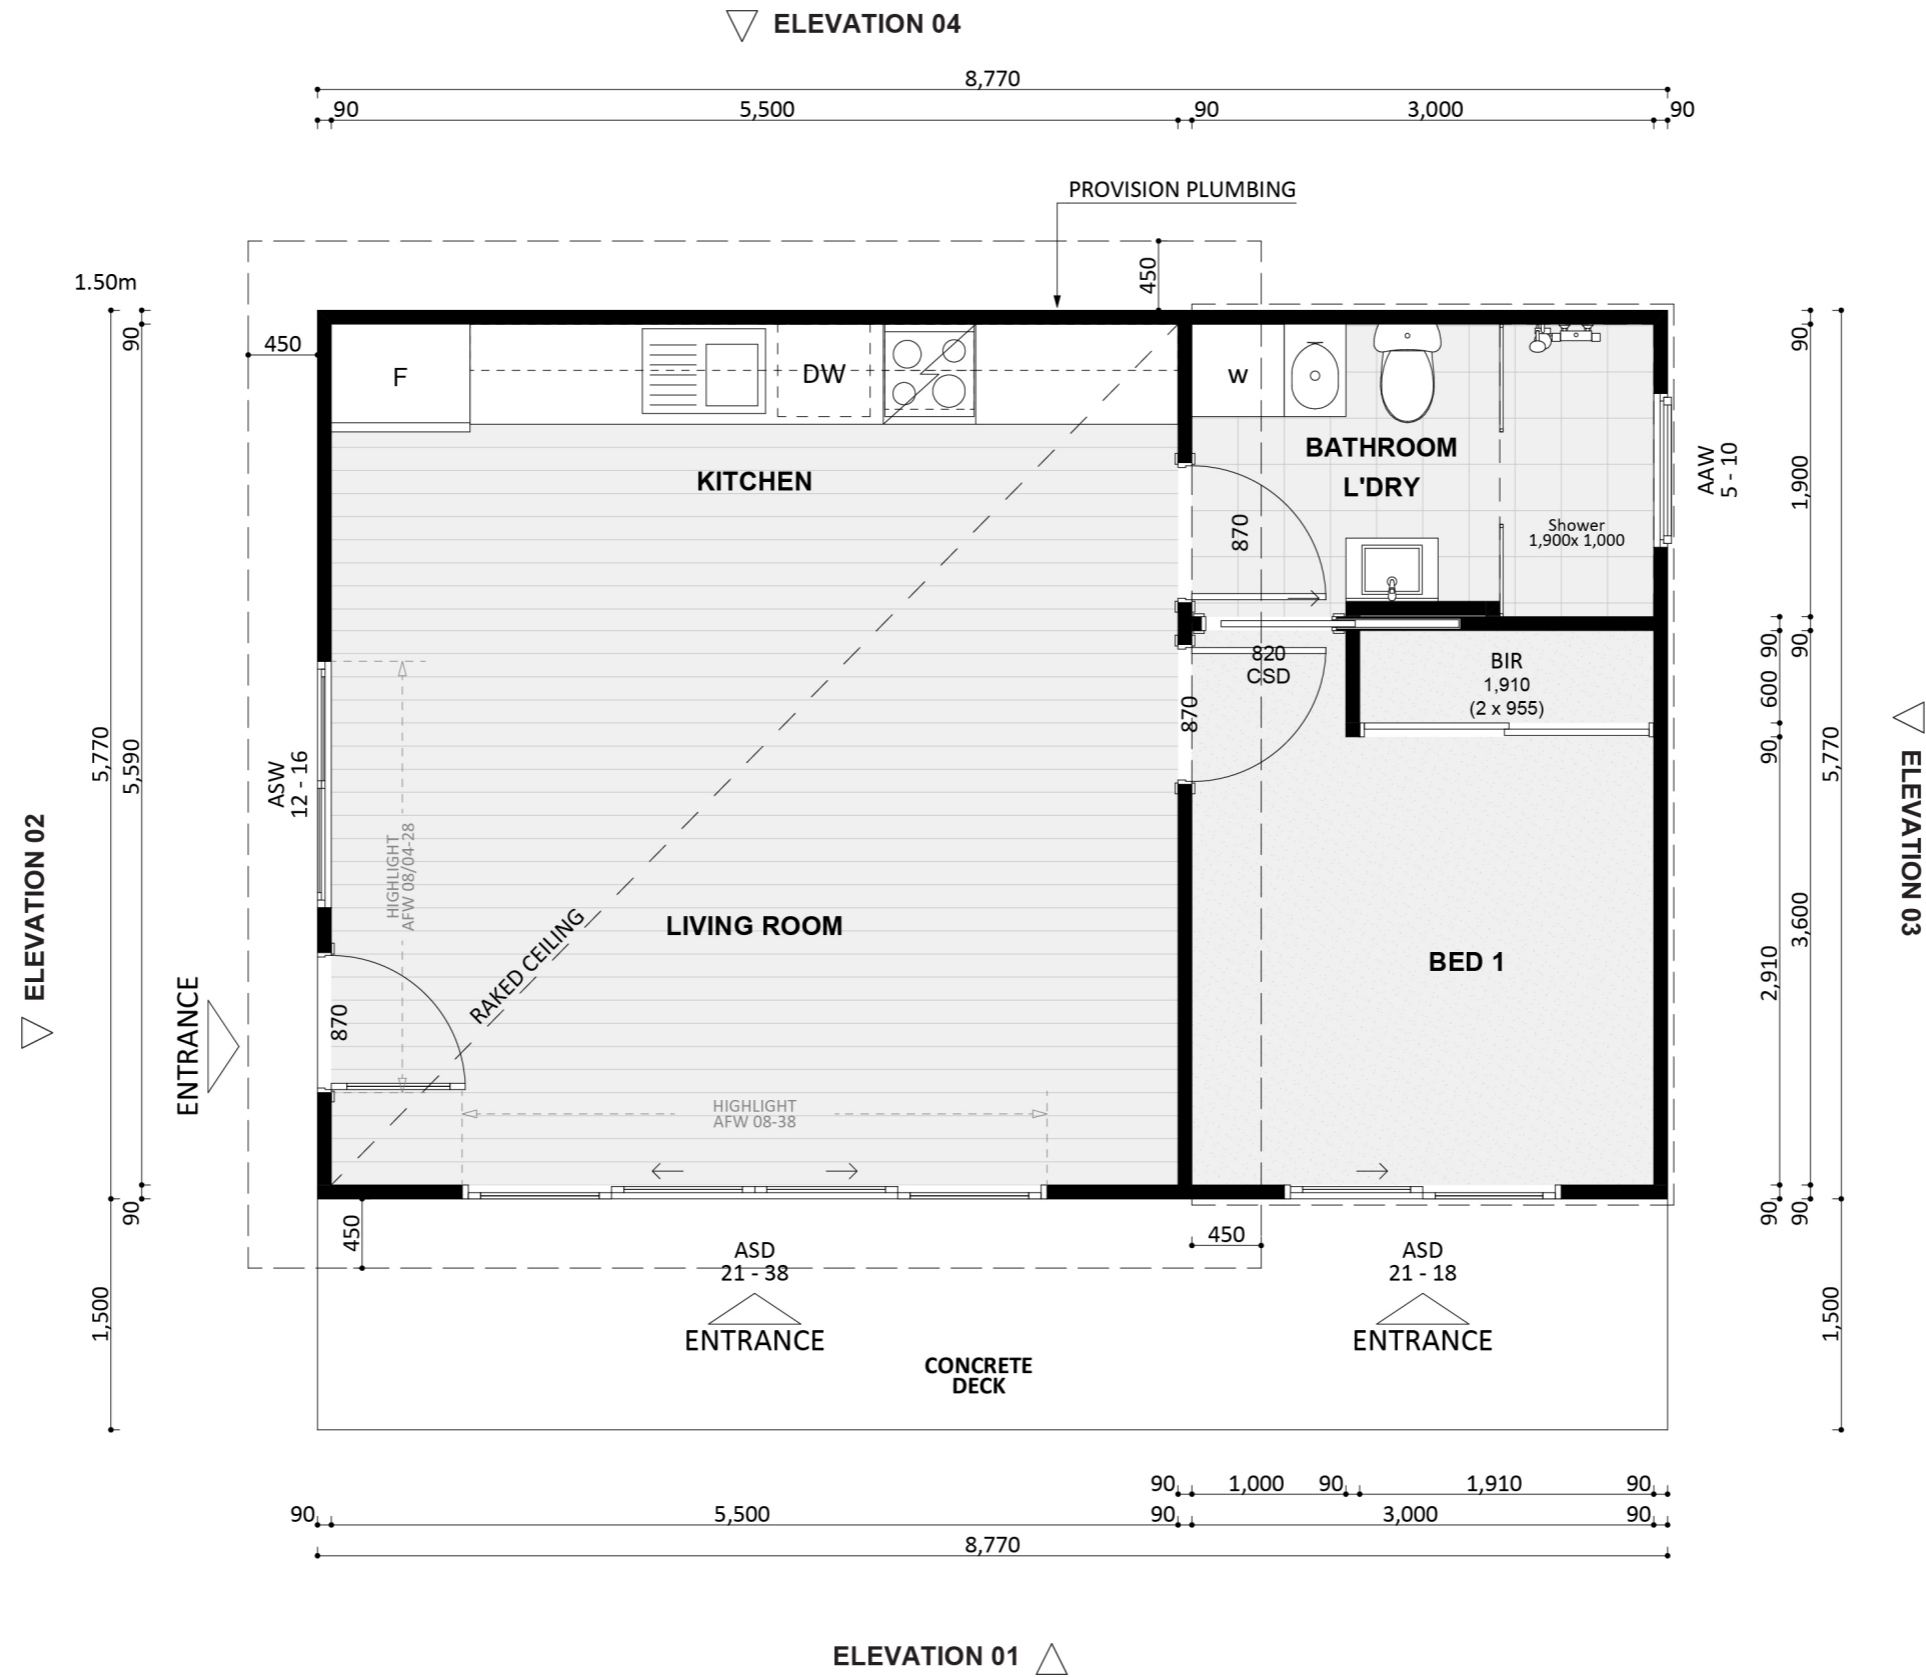 ELEVATION 04
8,770
90
5,500
90
3,000
90
PROVISION PLUMBING
1.50m
450
450
90
90
F
DW
W
BATHROOM
L'DRY
KITCHEN
AAW
5 - 10
1,900
870
Shower
1,900x 1,000
90
90
820
CSD
BIR
1,910
(2 x 955)
600
870
90
5,770
5,770
5,590
ASW
12 - 16
HIGHLIGHT
AFW 08/04-28
ELEVATION 02
ELEVATION 03
LIVING ROOM
RAKED CEILING
BED 1
3,600
2,910
ENTRANCE
870
HIGHLIGHT
AFW 08-38
90
90
90
450
450
ASD
21 - 38
ASD
21 - 18
1,500
1,500
ENTRANCE
ENTRANCE
CONCRETE
DECK
90
1,000
90
1,910
90
90
5,500
90
3,000
90
8,770
ELEVATION 01